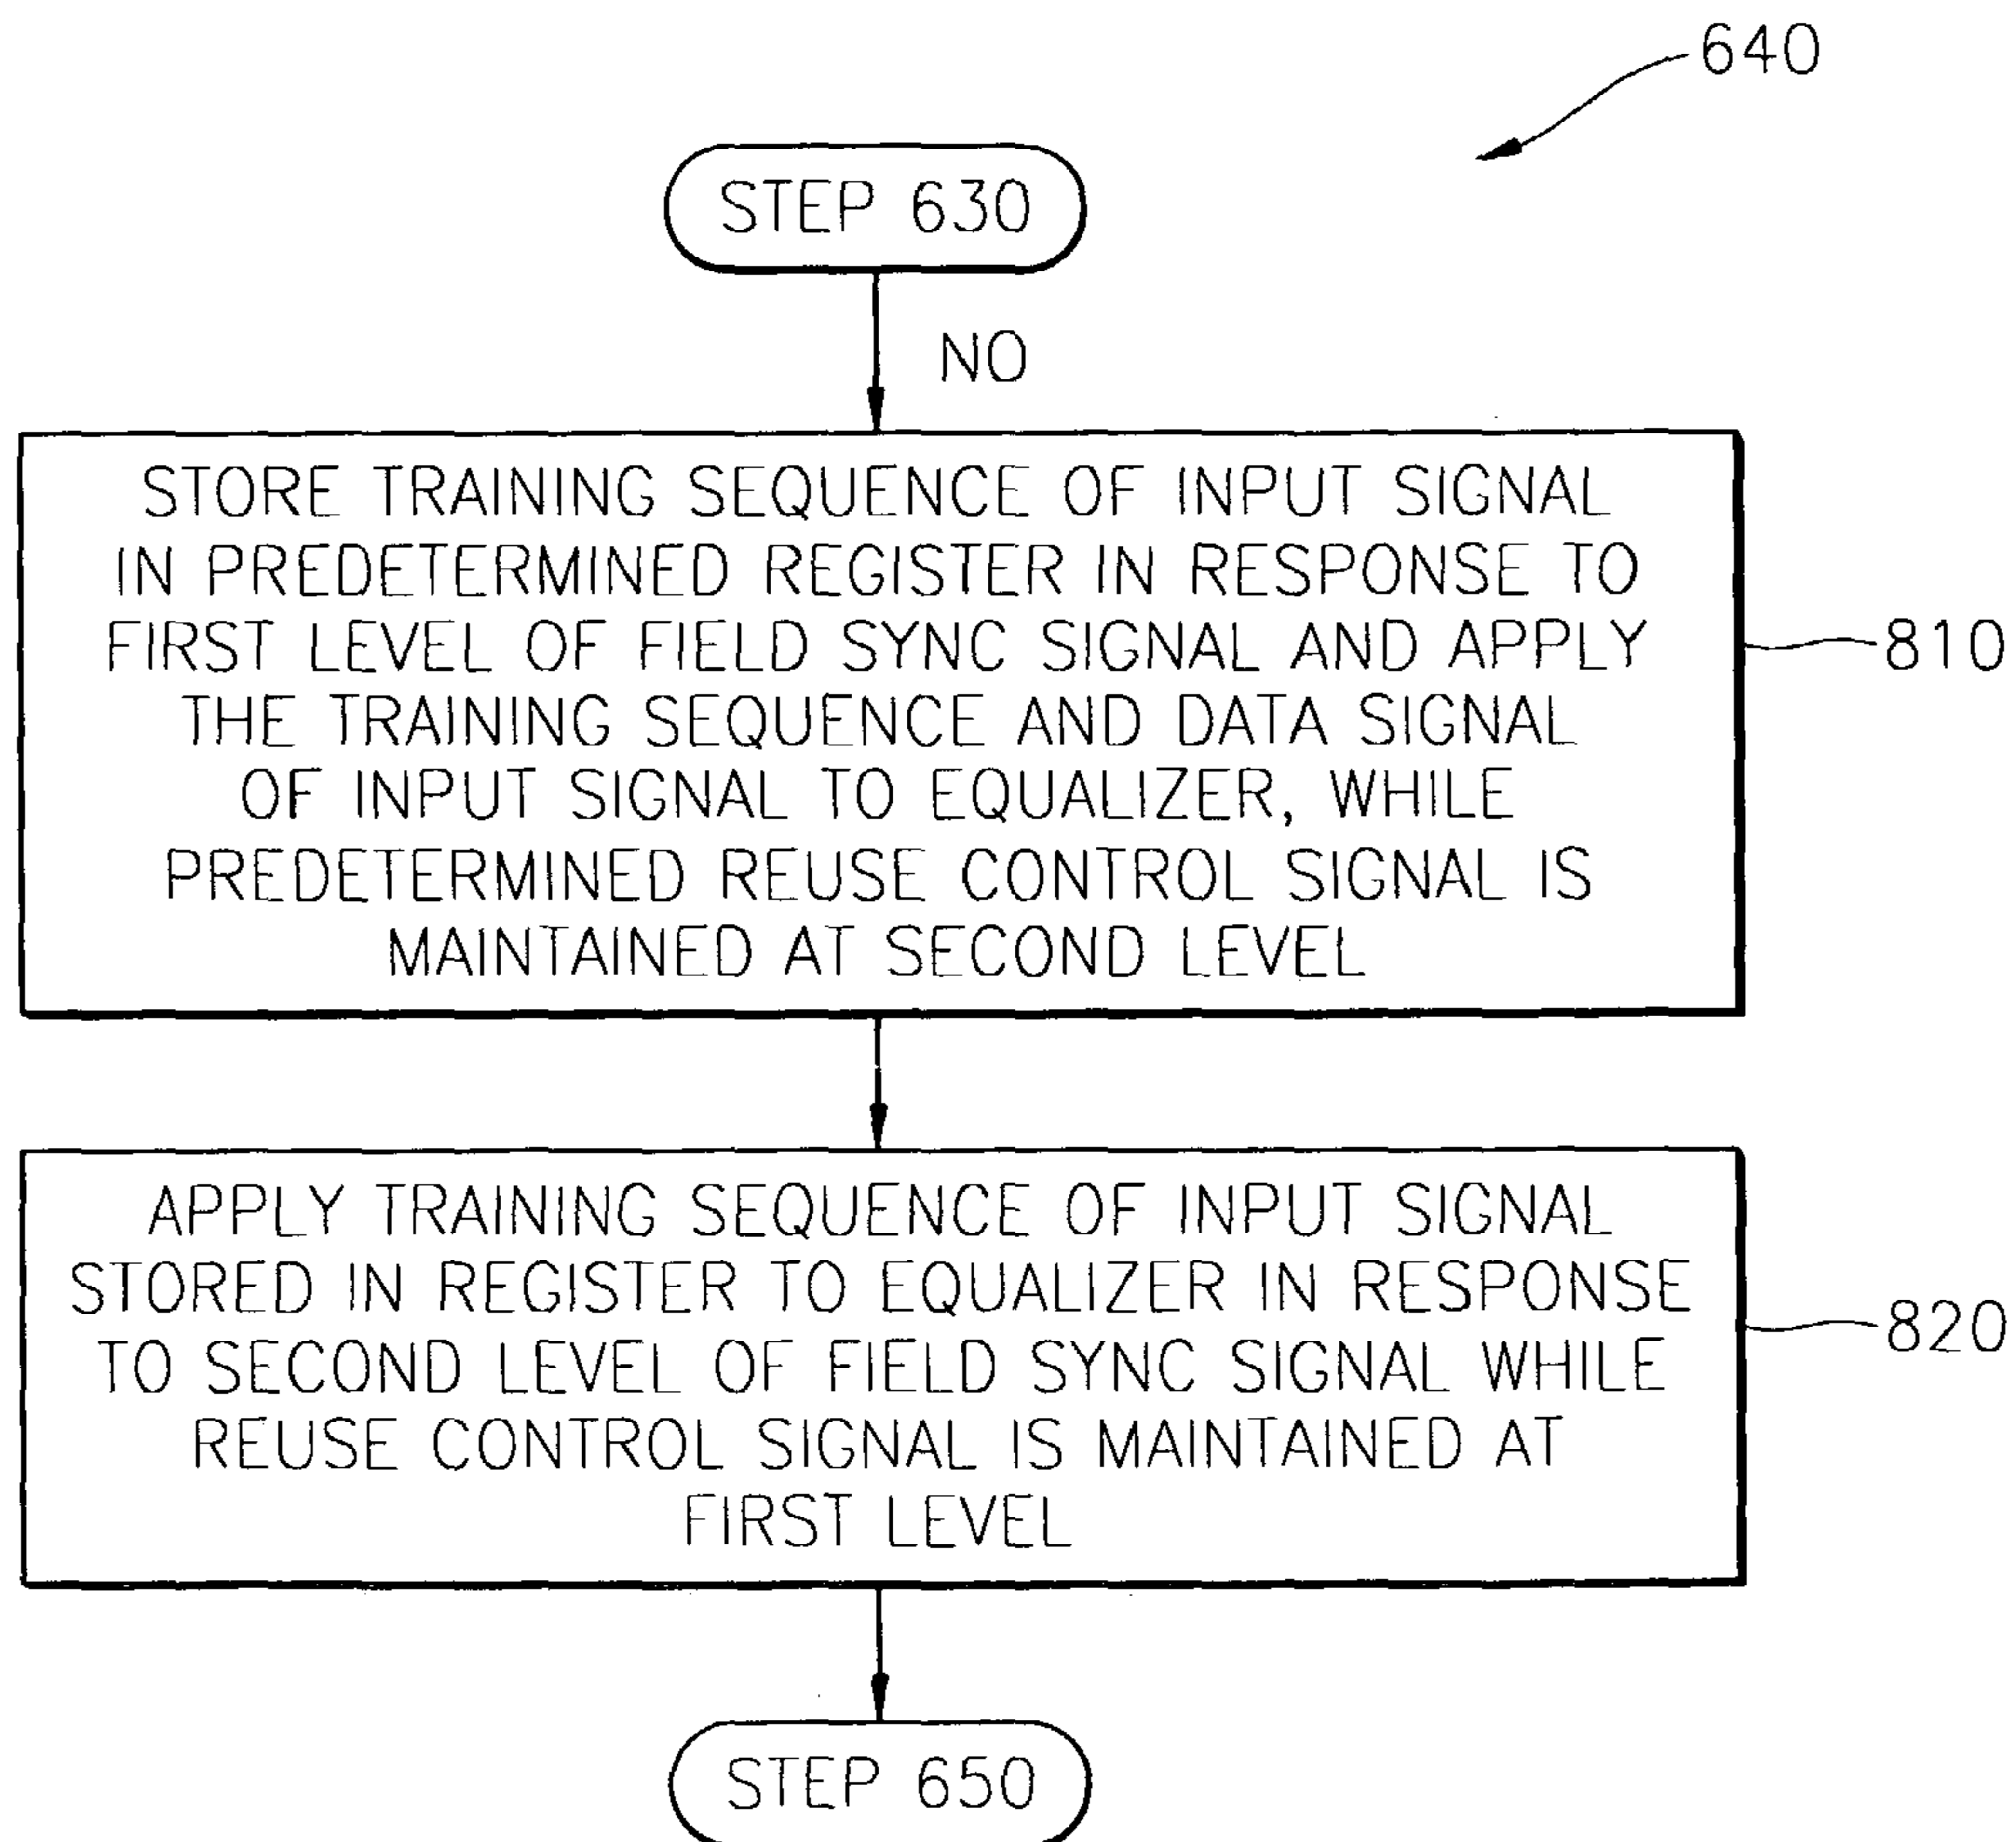 640
STEP 630
NO
STORE TRAINING SEQUENCE OF INPUT SIGNAL
IN PREDETERMINED REGISTER IN RESPONSE TO
FIRST LEVEL OF FIELD SYNC SIGNAL AND APPLY
THE TRAINING SEQUENCE AND DATA SIGNAL
OF INPUT SIGNAL TO EQUALIZER, WHILE
PREDETERMINED REUSE CONTROL SIGNAL IS
MAINTAINED AT SECOND LEVEL
810
APPLY TRAINING SEQUENCE OF INPUT SIGNAL
STORED IN REGISTER TO EQUALIZER IN RESPONSE
TO SECOND LEVEL OF FIELD SYNC SIGNAL WHILE
REUSE CONTROL SIGNAL IS MAINTAINED AT
FIRST LEVEL
820
STEP 650